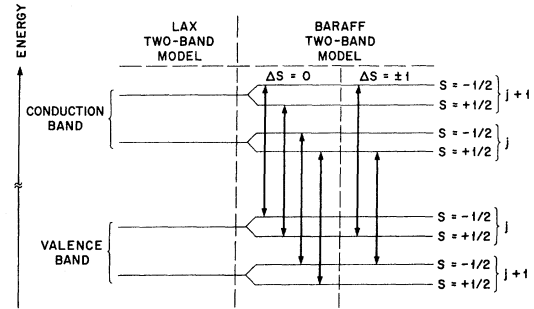 ENERGY
LAX
TWO-BAND
MODEL
BARAFF
TWO-BAND
MODEL
ΔS = 0
ΔS = ±1
CONDUCTION
BAND
S = -1/2
S = +1/2
j + 1
S = -1/2
S = +1/2
j
VALENCE
BAND
S = -1/2
S = +1/2
j
S = -1/2
S = +1/2
j + 1